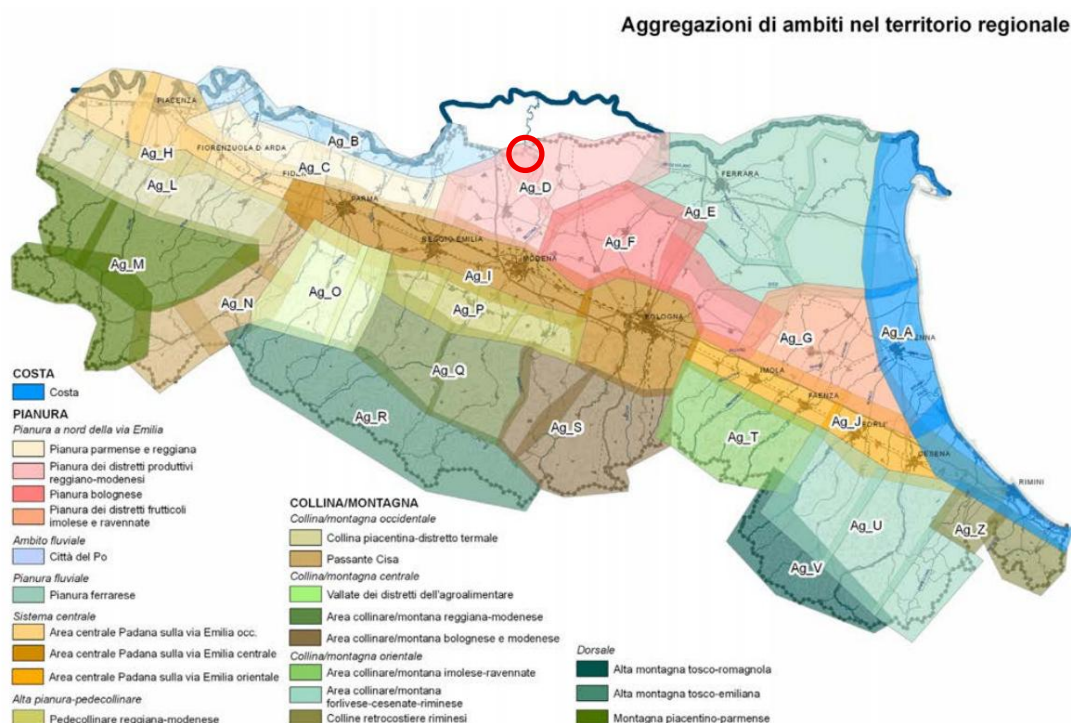 Aggregazioni di ambiti nel territorio regionale
PIACENZA
Ag_B
Ag_H
FIORENZUOLA D'ARDA
Ag_C
Ag_L
Ag_D
FERRARA
PARMA
Ag_E
REGGIO EMILIA
Ag_F
Ag_M
Ag_I
MODENA
Ag_N
Ag_O
Ag_P
BOLOGNA
Ag_G
Ag_A
Ag_Q
IMOLA
FAENZA
Ag_R
Ag_S
Ag_T
Ag_J
FORLI'
CESENA
RIMINI
Ag_U
Ag_Z
Ag_V
COSTA
Costa
PIANURA
Pianura a nord della via Emilia
Pianura parmense e reggiana
Pianura dei distretti produttivi
reggiano-modenesi
Pianura bolognese
Pianura dei distretti frutticoli
imolese e ravennate
Ambito fluviale
Città del Po
Pianura fluviale
Pianura ferrarese
Sistema centrale
Area centrale Padana sulla via Emilia occ.
Area centrale Padana sulla via Emilia centrale
Area centrale Padana sulla via Emilia orientale
Alta pianura-pedecollinare
Pedecollinare reggiana-modenese
COLLINA/MONTAGNA
Collina/montagna occidentale
Collina piacentina-distretto termale
Passante Cisa
Collina/montagna centrale
Vallate dei distretti dell'agroalimentare
Area collinare/montana reggiana-modenese
Area collinare/montana bolognese e modenese
Collina/montagna orientale
Area collinare/montana imolese-ravennate
Area collinare/montana
forlivese-cesenate-riminese
Colline retrocostiere riminesi
Dorsale
Alta montagna tosco-romagnola
Alta montagna tosco-emiliana
Montagna piacentino-parmense